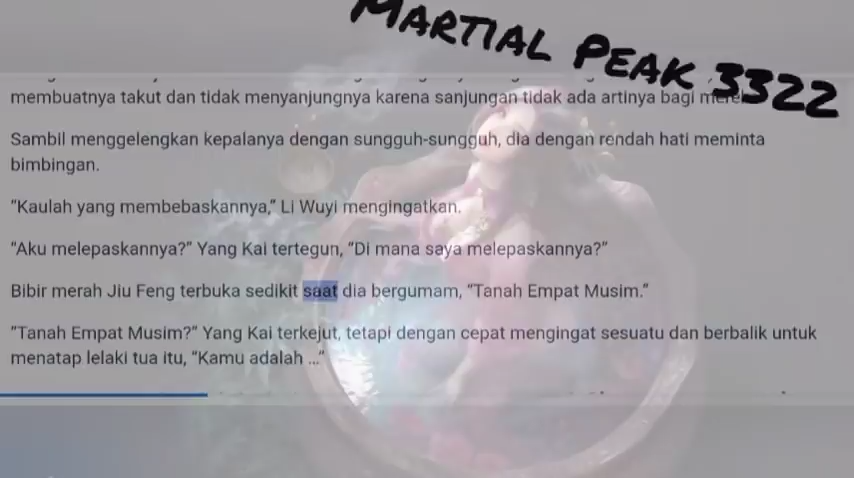 MARTIAL PEAK 3322
membuatnya takut dan tidak menyanjungnya karena sanjungan tidak ada artinya bagi
Sambil menggelengkan kepalanya dengan sungguh-sungguh, dia dengan rendah hati meminta
bimbingan.
“Kaulah yang membebaskannya,” Li Wuyi mengingatkan.
“Aku melepaskannya?” Yang Kai tertegun, “Di mana saya melepaskannya?”
Bibir merah Jiu Feng terbuka sedikit saat dia bergumam, “Tanah Empat Musim.”
“Tanah Empat Musim?” Yang Kai terkejut, tetapi dengan cepat mengingat sesuatu dan berbalik untuk
menatap lelaki tua itu, “Kamu adalah ...”